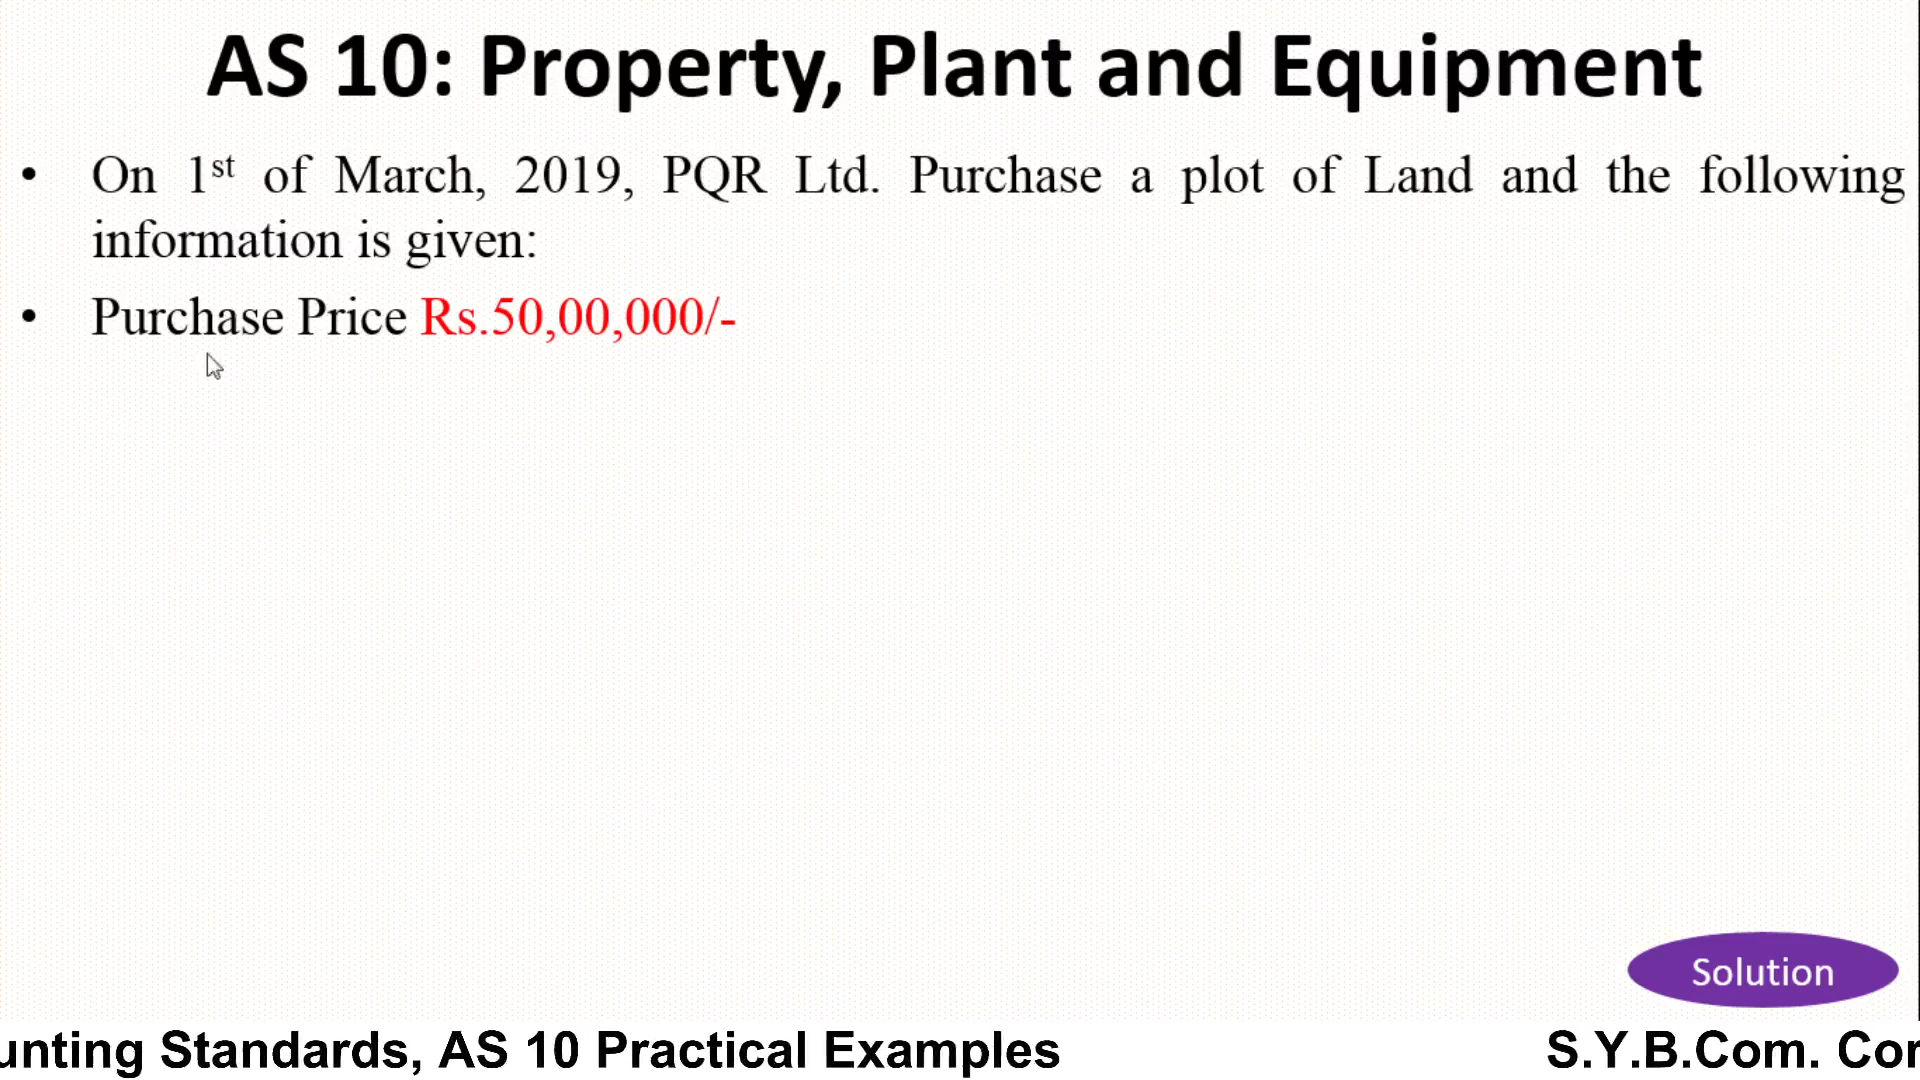 AS 10: Property, Plant and Equipment
• On 1st of March, 2019, PQR Ltd. Purchase a plot of Land and the following
information is given:
• Purchase Price Rs.50,00,000/-
Solution
unting Standards, AS 10 Practical Examples S.Y.B.Com.